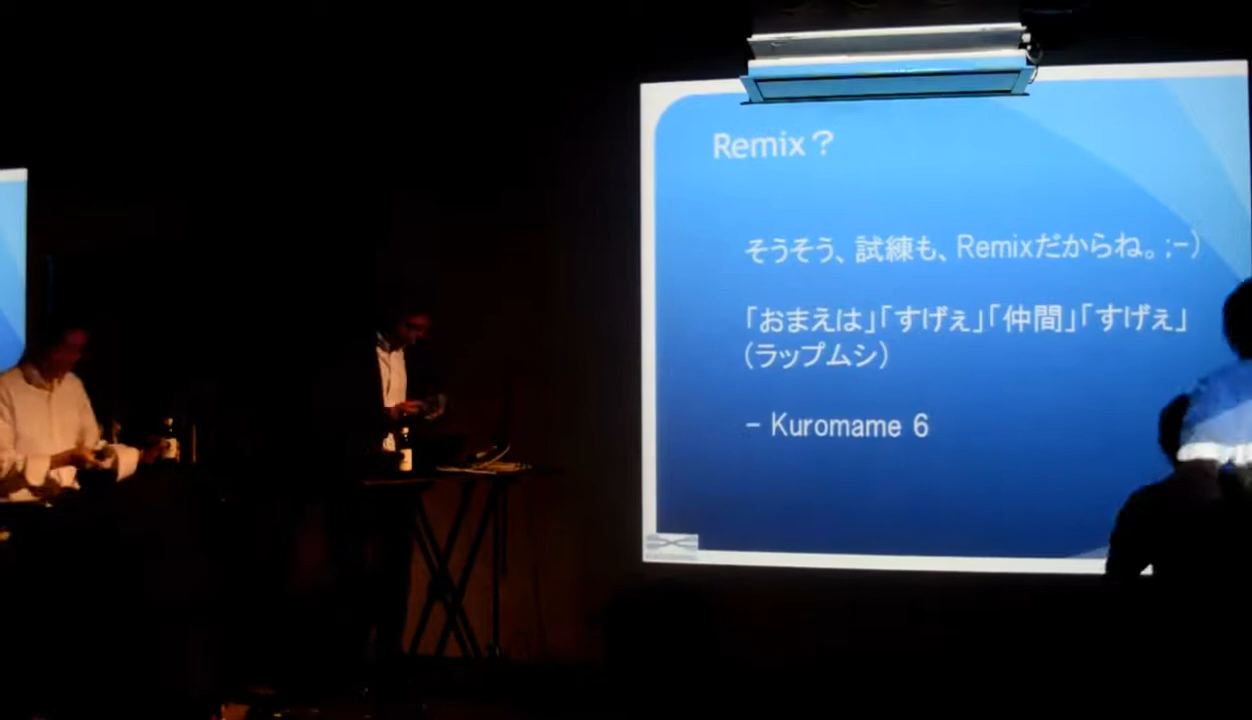 Remix？
そうそう、試練も、Remixだからね。;-)
「おまえは」「すげぇ」「仲間」「すげぇ」
(ラップムシ)
- Kuromame 6